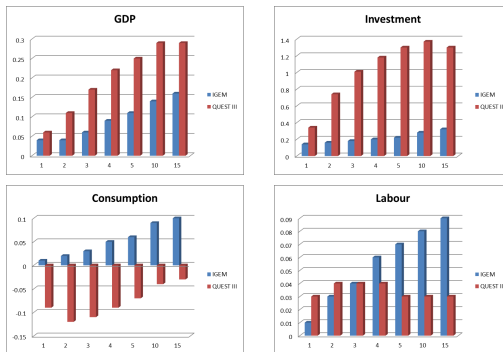 GDP
0.3
0.25
0.2
0.15
0.1
0.05
0
1 2 3 4 5 10 15
IGEM
QUEST III
Investment
1.4
1.2
1
0.8
0.6
0.4
0.2
0
1 2 3 4 5 10 15
IGEM
QUEST III
Consumption
0.1
0.05
0
-0.05
-0.1
-0.15
1 2 3 4 5 10 15
IGEM
QUEST III
Labour
0.09
0.08
0.07
0.06
0.05
0.04
0.03
0.02
0.01
0
1 2 3 4 5 10 15
IGEM
QUEST II